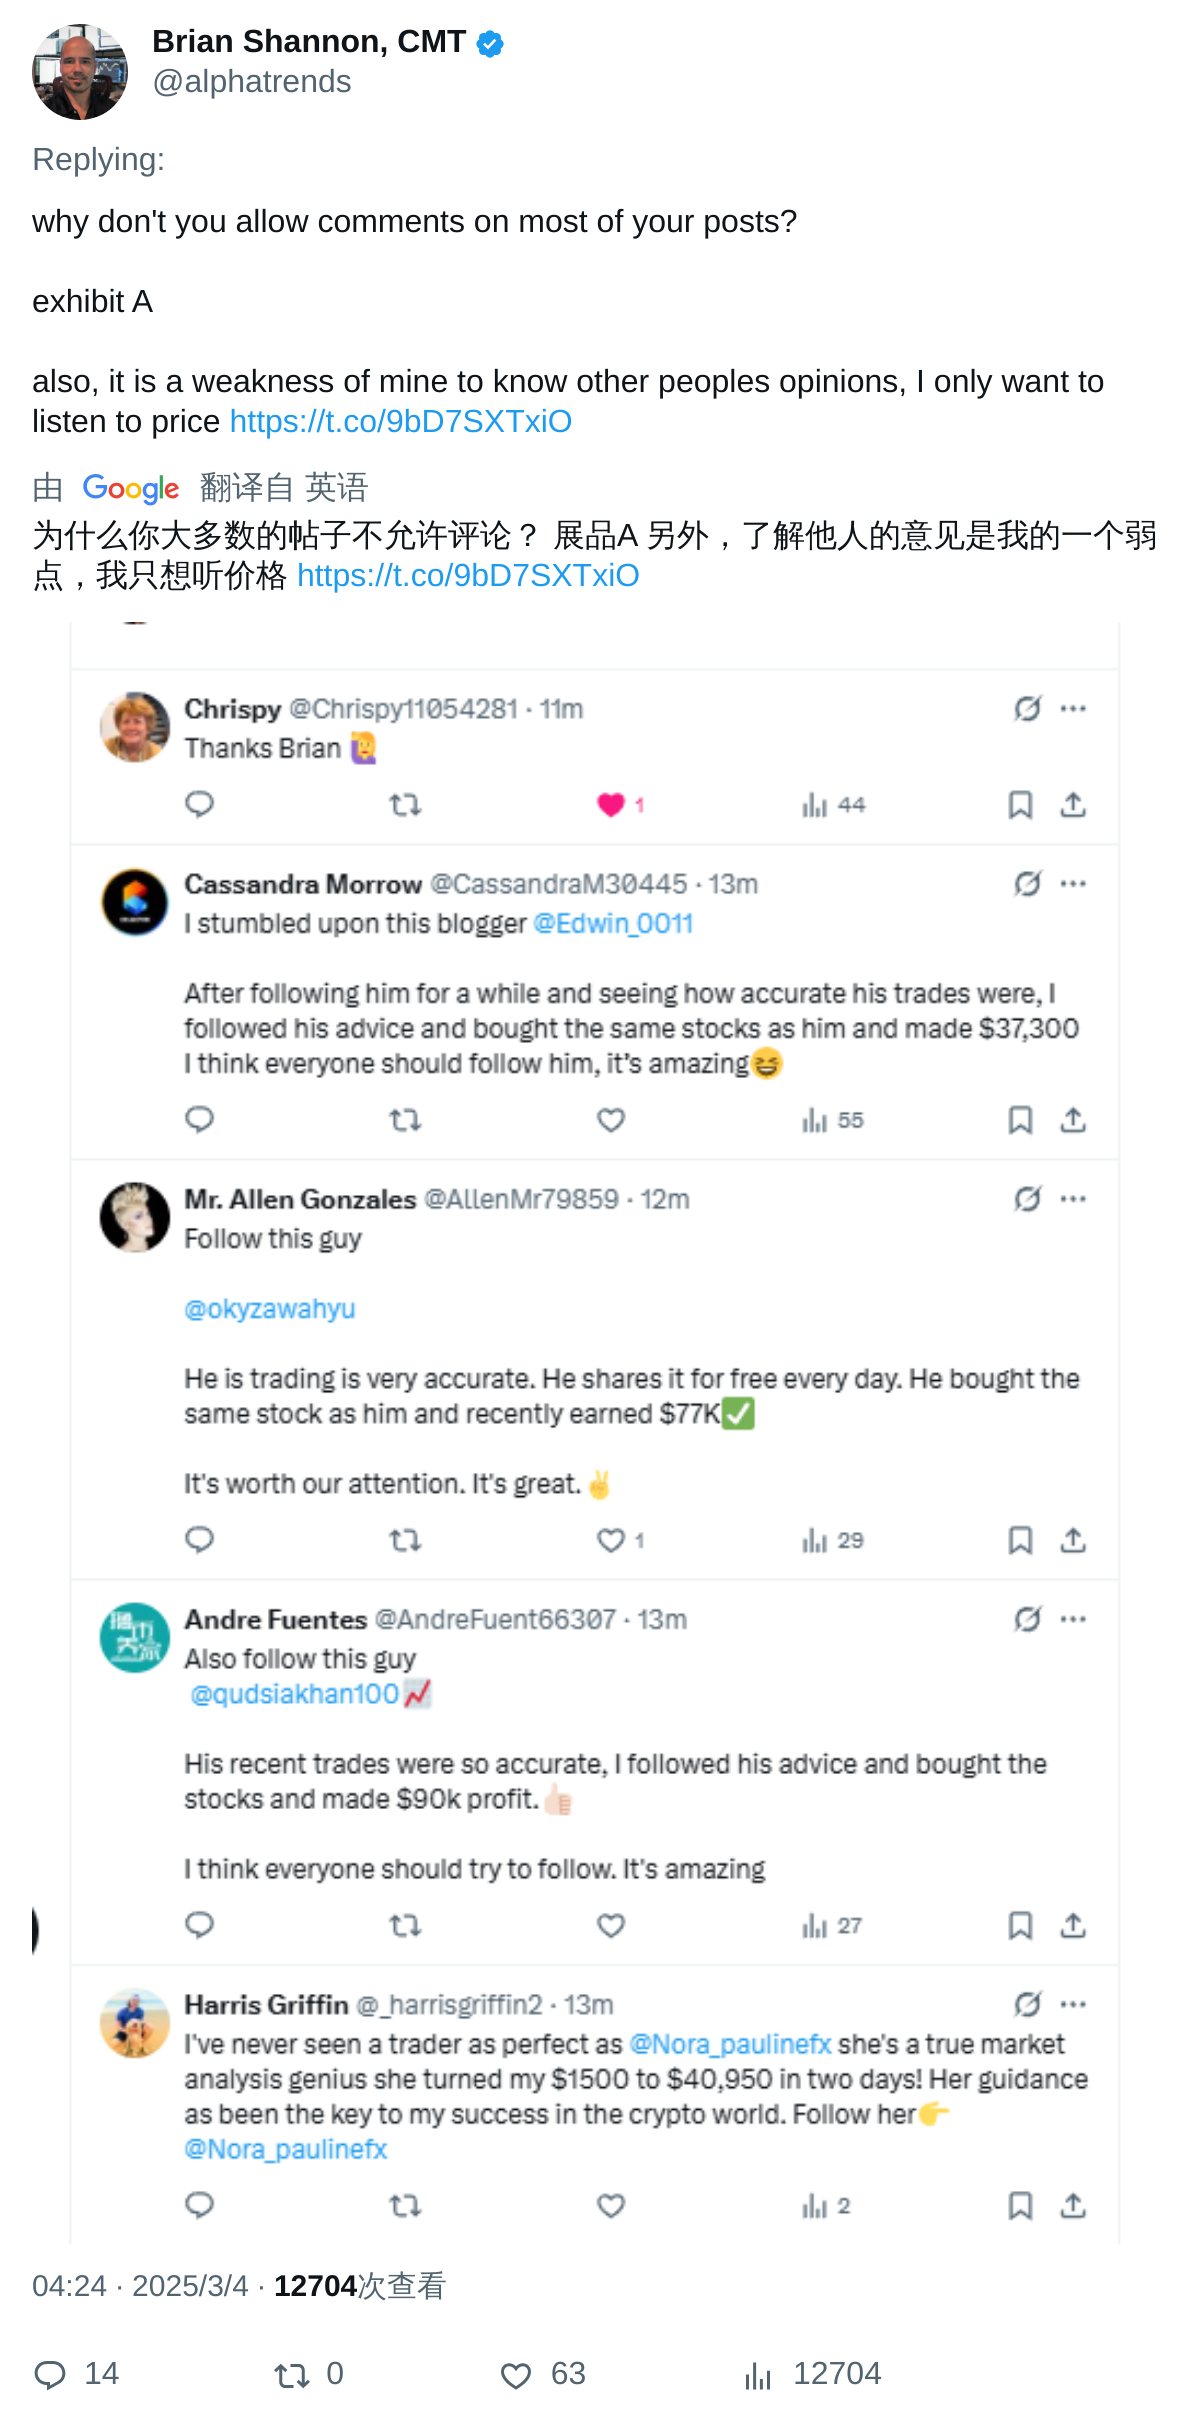 Brian Shannon, CMT
@alphatrends
Replying:
why don't you allow comments on most of your posts?
exhibit A
also, it is a weakness of mine to know other peoples opinions, I only want to
listen to price https://t.co/9bD7SXTxiO
由 Google 翻译自 英语
为什么你大多数的帖子不允许评论？ 展品A 另外，了解他人的意见是我的一个弱
点，我只想听价格 https://t.co/9bD7SXTxiO
Chrispy @Chrispy11054281 · 11m
Thanks Brian 🙋‍♀️
1 44
Cassandra Morrow @CassandraM30445 · 13m
I stumbled upon this blogger @Edwin_0011
After following him for a while and seeing how accurate his trades were, I
followed his advice and bought the same stocks as him and made $37,300
I think everyone should follow him, it's amazing😆
55
Mr. Allen Gonzales @AllenMr79859 · 12m
Follow this guy
@okyzawahyu
He is trading is very accurate. He shares it for free every day. He bought the
same stock as him and recently earned $77K✅
It's worth our attention. It's great.✌️
1 29
Andre Fuentes @AndreFuent66307 · 13m
Also follow this guy
@qudsiakhan100📈
His recent trades were so accurate, I followed his advice and bought the
stocks and made $90k profit.👍🏻
I think everyone should try to follow. It's amazing
27
Harris Griffin @_harrisgriffin2 · 13m
I've never seen a trader as perfect as @Nora_paulinefx she's a true market
analysis genius she turned my $1500 to $40,950 in two days! Her guidance
as been the key to my success in the crypto world. Follow her👉
@Nora_paulinefx
2
04:24 · 2025/3/4 · 12704次查看
14 0 63 12704